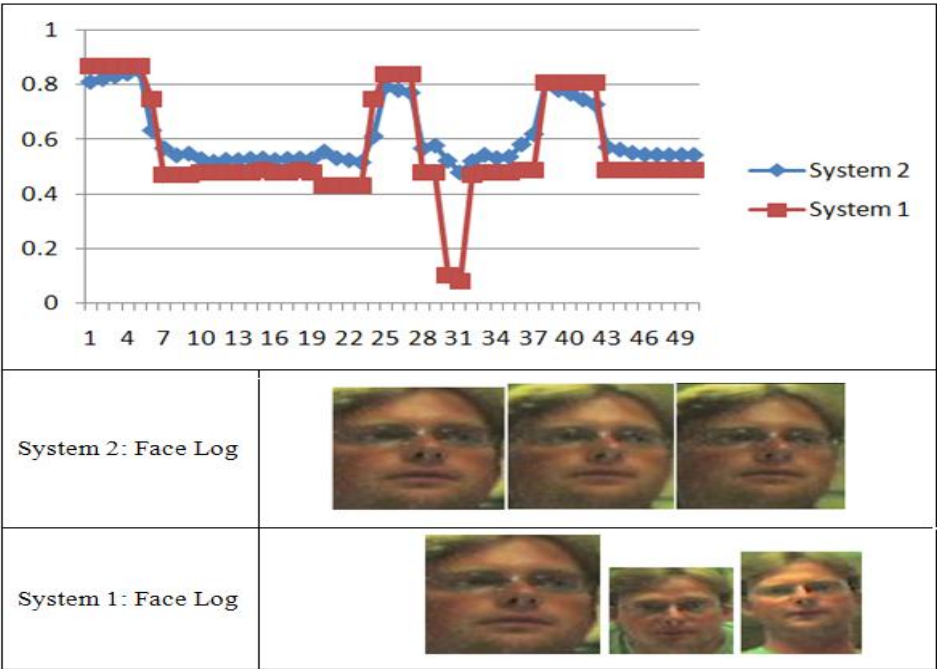 1
0.8
0.6
0.4
0.2
0
1 4 7 10 13 16 19 22 25 28 31 34 37 40 43 46 49
System 2
System 1
System 2: Face Log
System 1: Face Log